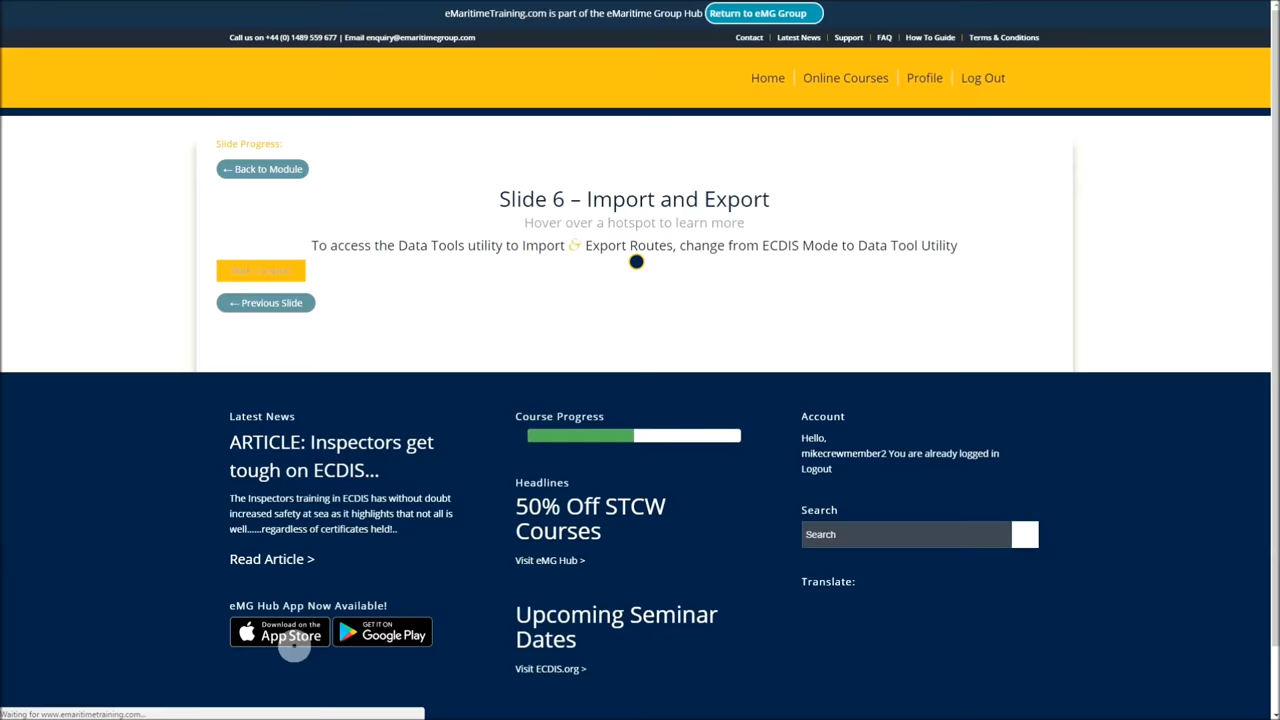 eMaritimeTraining.com is part of the eMaritime Group Hub Return to eMG Group
Call us on +44 (0) 1489 559 677 | Email enquiry@emaritimegroup.com
Contact | Latest News | Support | FAQ | How To Guide | Terms & Conditions
Home Online Courses Profile Log Out
Slide Progress:
← Back to Module
Slide 6 – Import and Export
Hover over a hotspot to learn more
To access the Data Tools utility to Import & Export Routes, change from ECDIS Mode to Data Tool Utility
← Previous Slide
Latest News
ARTICLE: Inspectors get
tough on ECDIS...
The Inspectors training in ECDIS has without doubt
increased safety at sea as it highlights that not all is
well......regardless of certificates held!..
Read Article >
eMG Hub App Now Available!
Download on the
App Store
GET IT ON
Google Play
Course Progress
Headlines
50% Off STCW
Courses
Visit eMG Hub >
Upcoming Seminar
Dates
Visit ECDIS.org >
Account
Hello,
mikecrewmember2 You are already logged in
Logout
Search
Search
Translate:
Waiting for www.emaritimetraining.com...